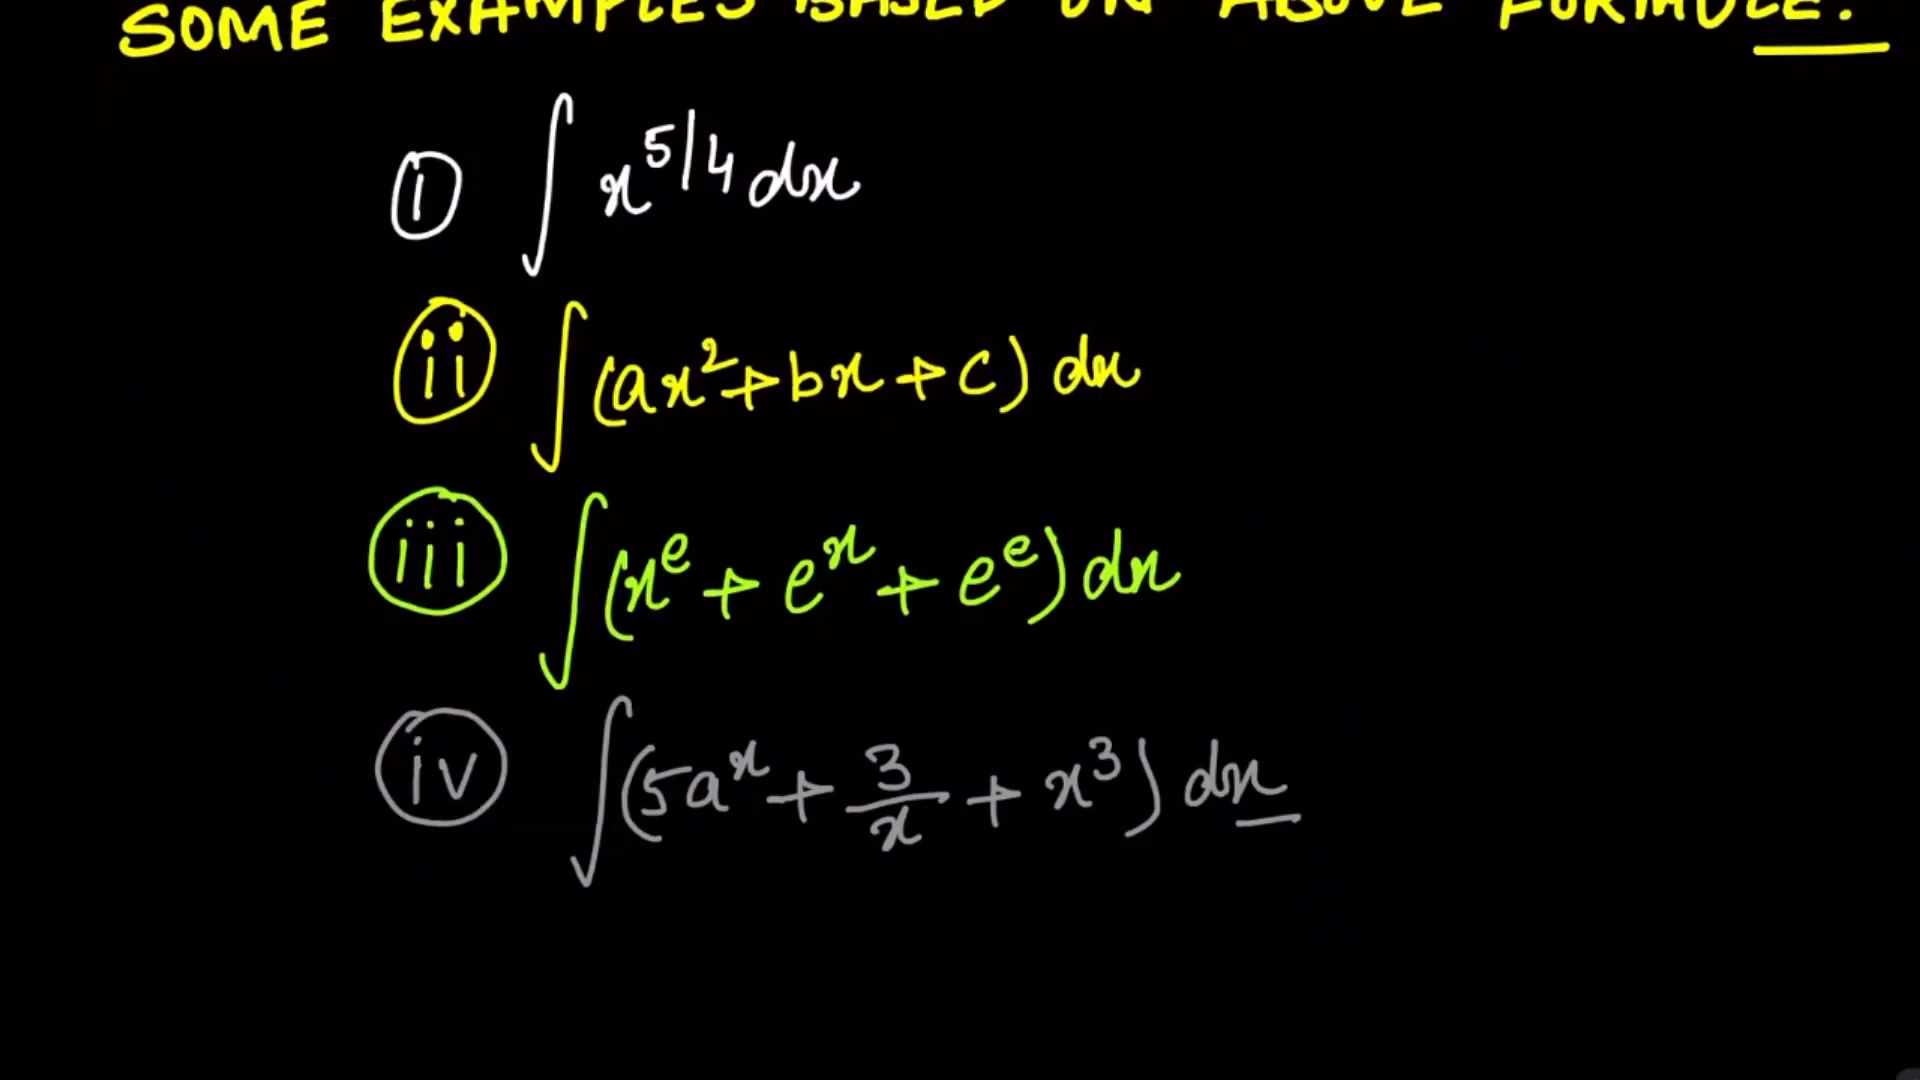 SOME EXAMPLES BASED ON ABOVE FORMULE.
(i) ∫ x^5/4 dx
(ii) ∫ (ax² + bx + c) dx
(iii) ∫ (x^e + e^x + e^e) dx
(iv) ∫ (5a^x + 3/x + x³) dx